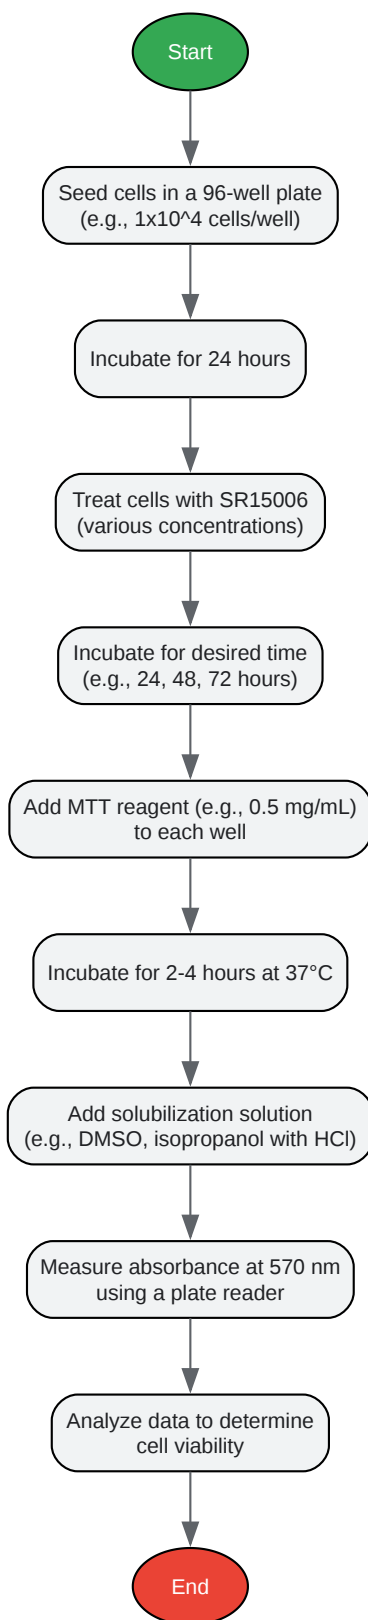 Start
Seed cells in a 96-well plate
(e.g., 1x10^4 cells/well)
Incubate for 24 hours
Treat cells with SR15006
(various concentrations)
Incubate for desired time
(e.g., 24, 48, 72 hours)
Add MTT reagent (e.g., 0.5 mg/mL)
to each well
Incubate for 2-4 hours at 37°C
Add solubilization solution
(e.g., DMSO, isopropanol with HCl)
Measure absorbance at 570 nm
using a plate reader
Analyze data to determine
cell viability
End